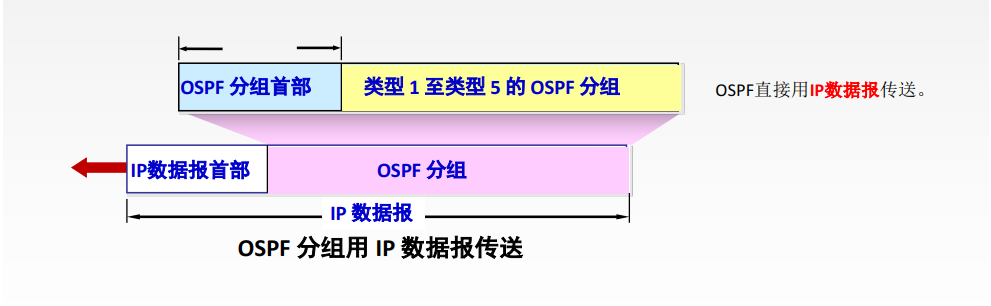 OSPF 分组首部
类型 1 至类型 5 的 OSPF 分组
OSPF直接用IP数据报传送。
IP数据报首部
OSPF 分组
IP 数据报
OSPF 分组用 IP 数据报传送